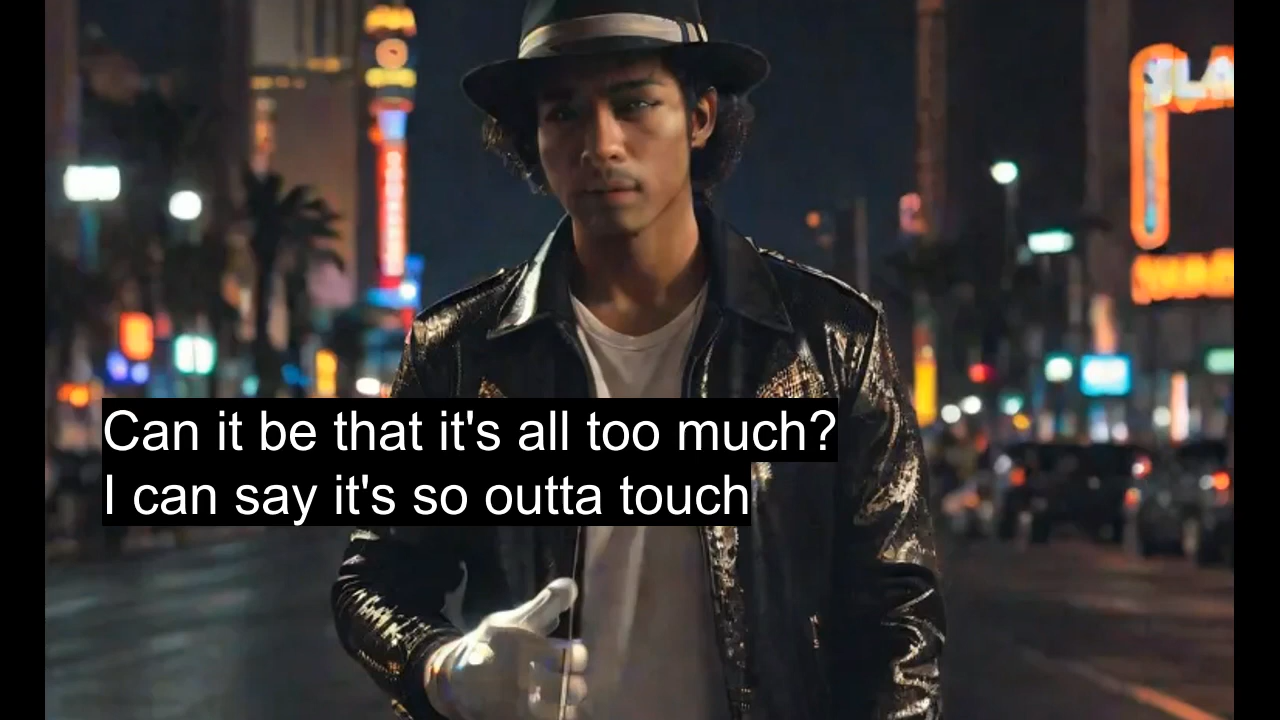 Can it be that it's all too much?
I can say it's so outta touch